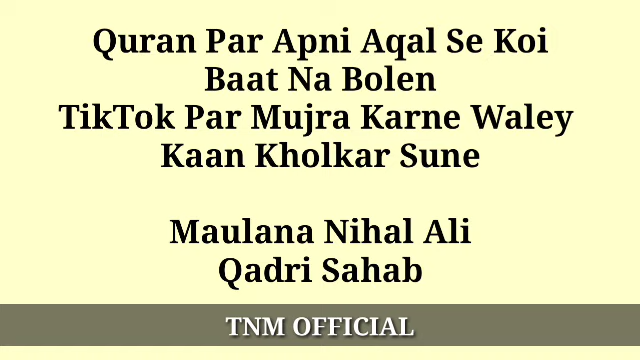 Quran Par Apni Aqal Se Koi
Baat Na Bolen
TikTok Par Mujra Karne Waley
Kaan Kholkar Sune
Maulana Nihal Ali
Qadri Sahab
TNM OFFICIAL